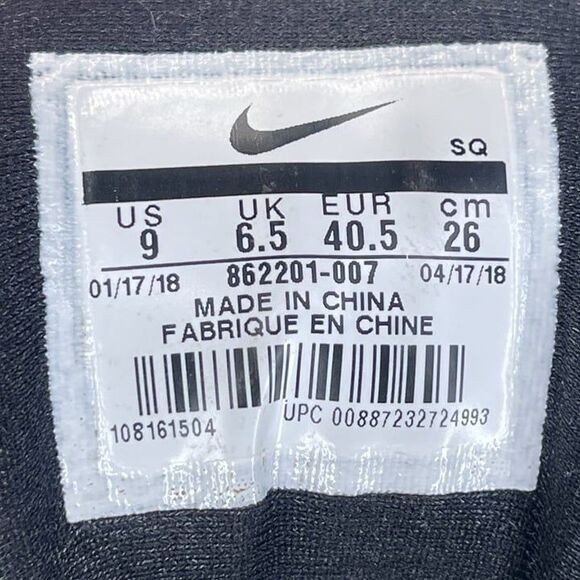 SQ
US UK EUR cm
9 6.5 40.5 26
01/17/18 862201-007 04/17/18
MADE IN CHINA
FABRIQUE EN CHINE
108161504 UPC 00887232724993